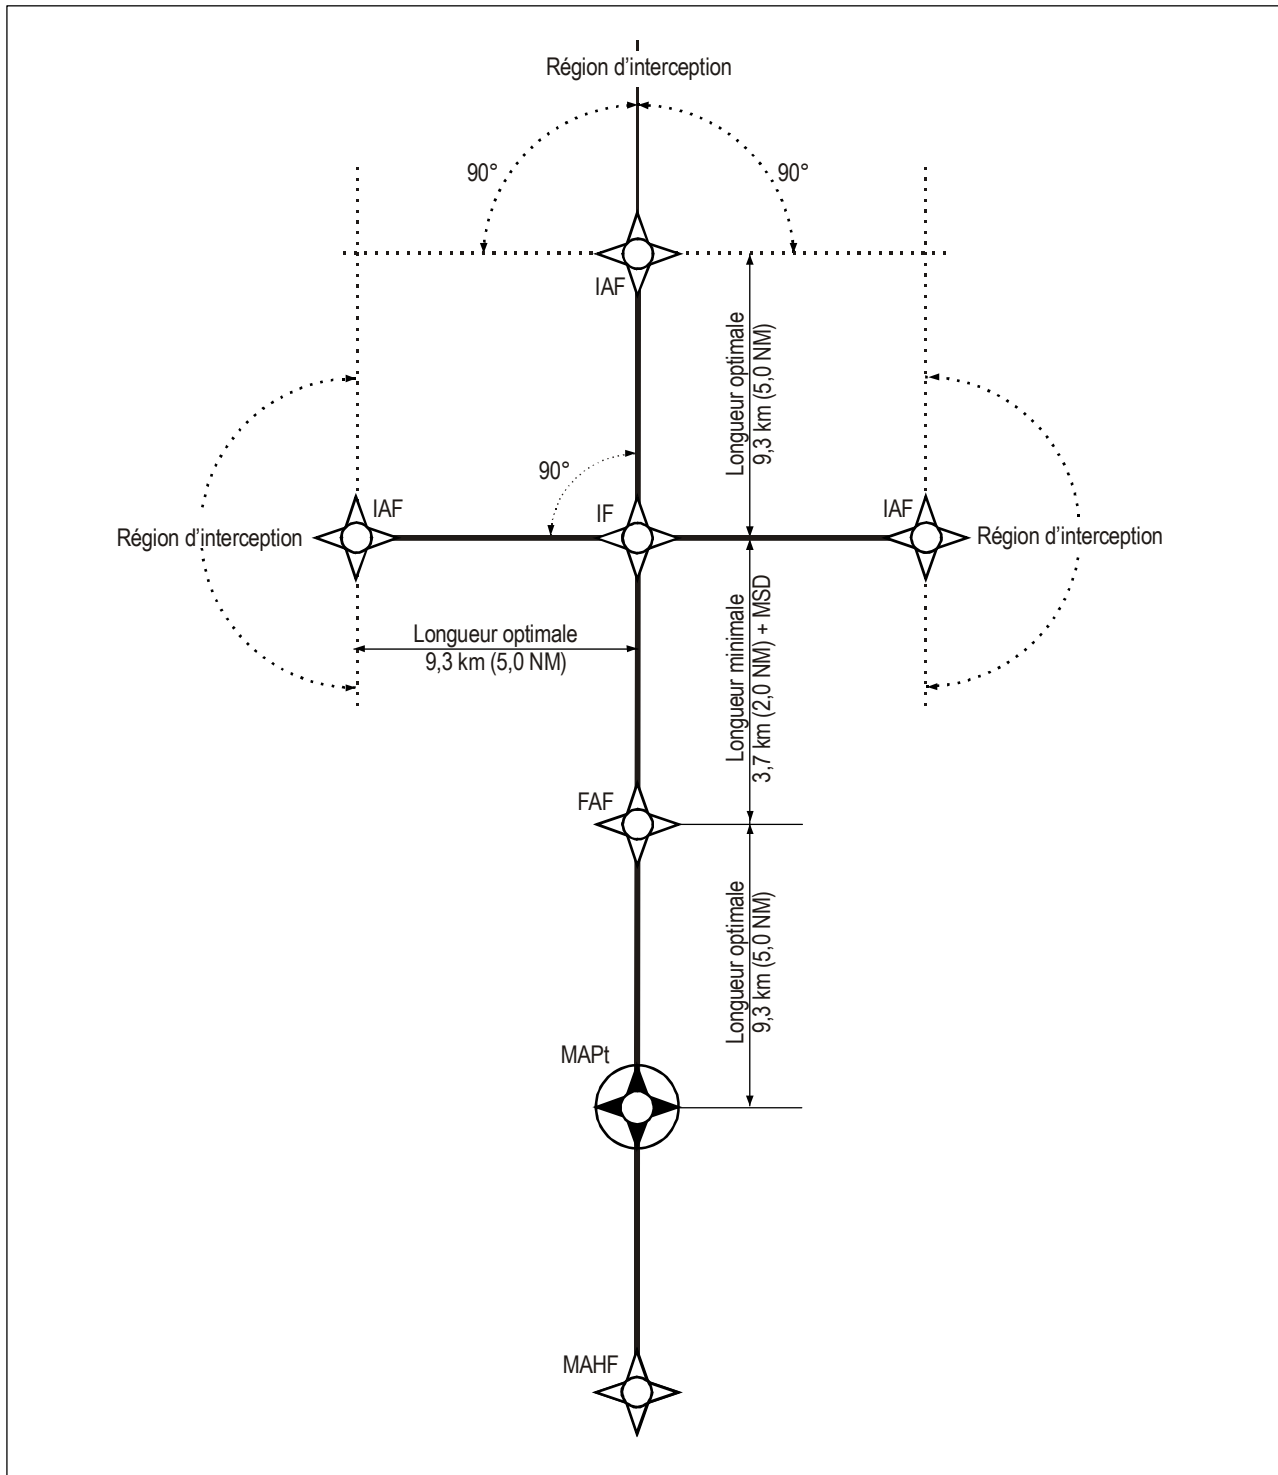 Région d'interception
90°
90°
IAF
Longueur optimale
9,3 km (5,0 NM)
90°
IAF
IF
IAF
Région d'interception
Région d'interception
Longueur optimale
9,3 km (5,0 NM)
Longueur minimale
3,7 km (2,0 NM) + MSD
FAF
Longueur optimale
9,3 km (5,0 NM)
MAPt
MAHF